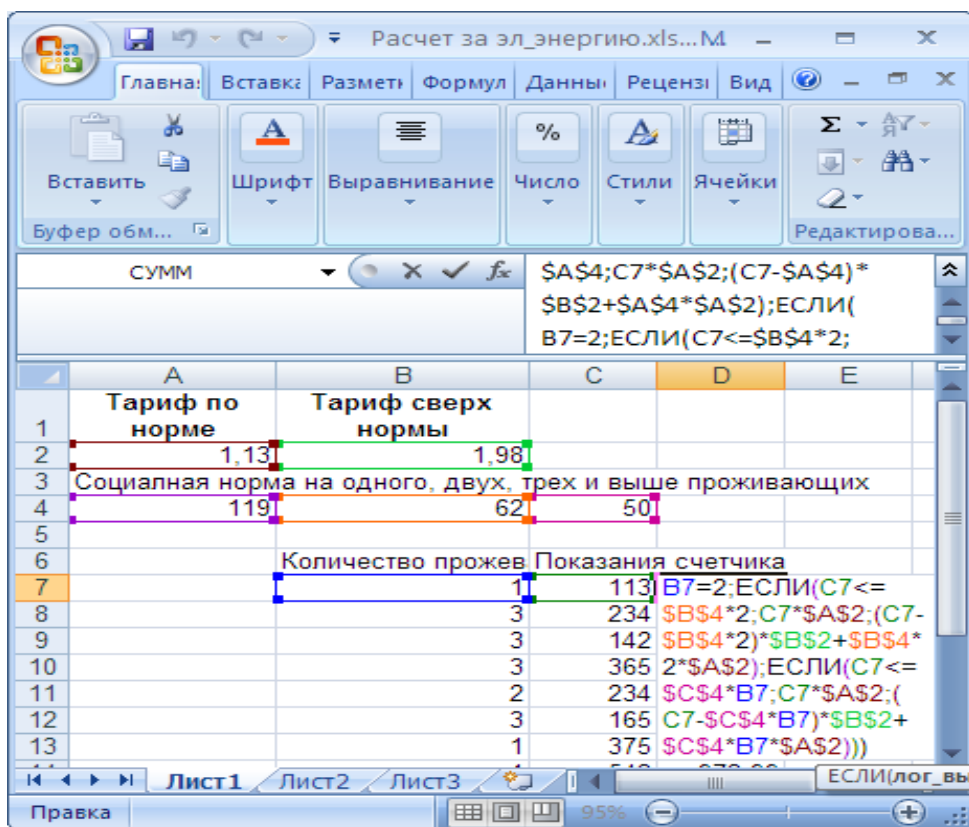 Расчет за эл_энергию.xls... М
Главна Вставка Разметк Формул Данны Реценз Вид
Вставить Шрифт Выравнивание Число Стили Ячейки
Буфер обм... Редактирова...
СУММ
$A$4;C7*$A$2;(C7-$A$4)*
$B$2+$A$4*$A$2);ЕСЛИ(
B7=2;ЕСЛИ(C7<=$B$4*2;
A B C D E
Тариф по Тариф сверх
1 норме нормы
2 1,13 1,98
3 Социалная норма на одного, двух, трех и выше проживающих
4 119 62 50
5
6 Количество прожев Показания счетчика
7 1 113 B7=2;ЕСЛИ(C7<=
8 3 234 $B$4*2;C7*$A$2;(C7-
9 3 142 $B$4*2)*$B$2+$B$4*
10 3 365 2*$A$2);ЕСЛИ(C7<=
11 2 234 $C$4*B7;C7*$A$2;(
12 3 165 C7-$C$4*B7)*$B$2+
13 1 375 $C$4*B7*$A$2)))
Лист1 Лист2 Лист3 ЕСЛИ(лог_вы
Правка 95%